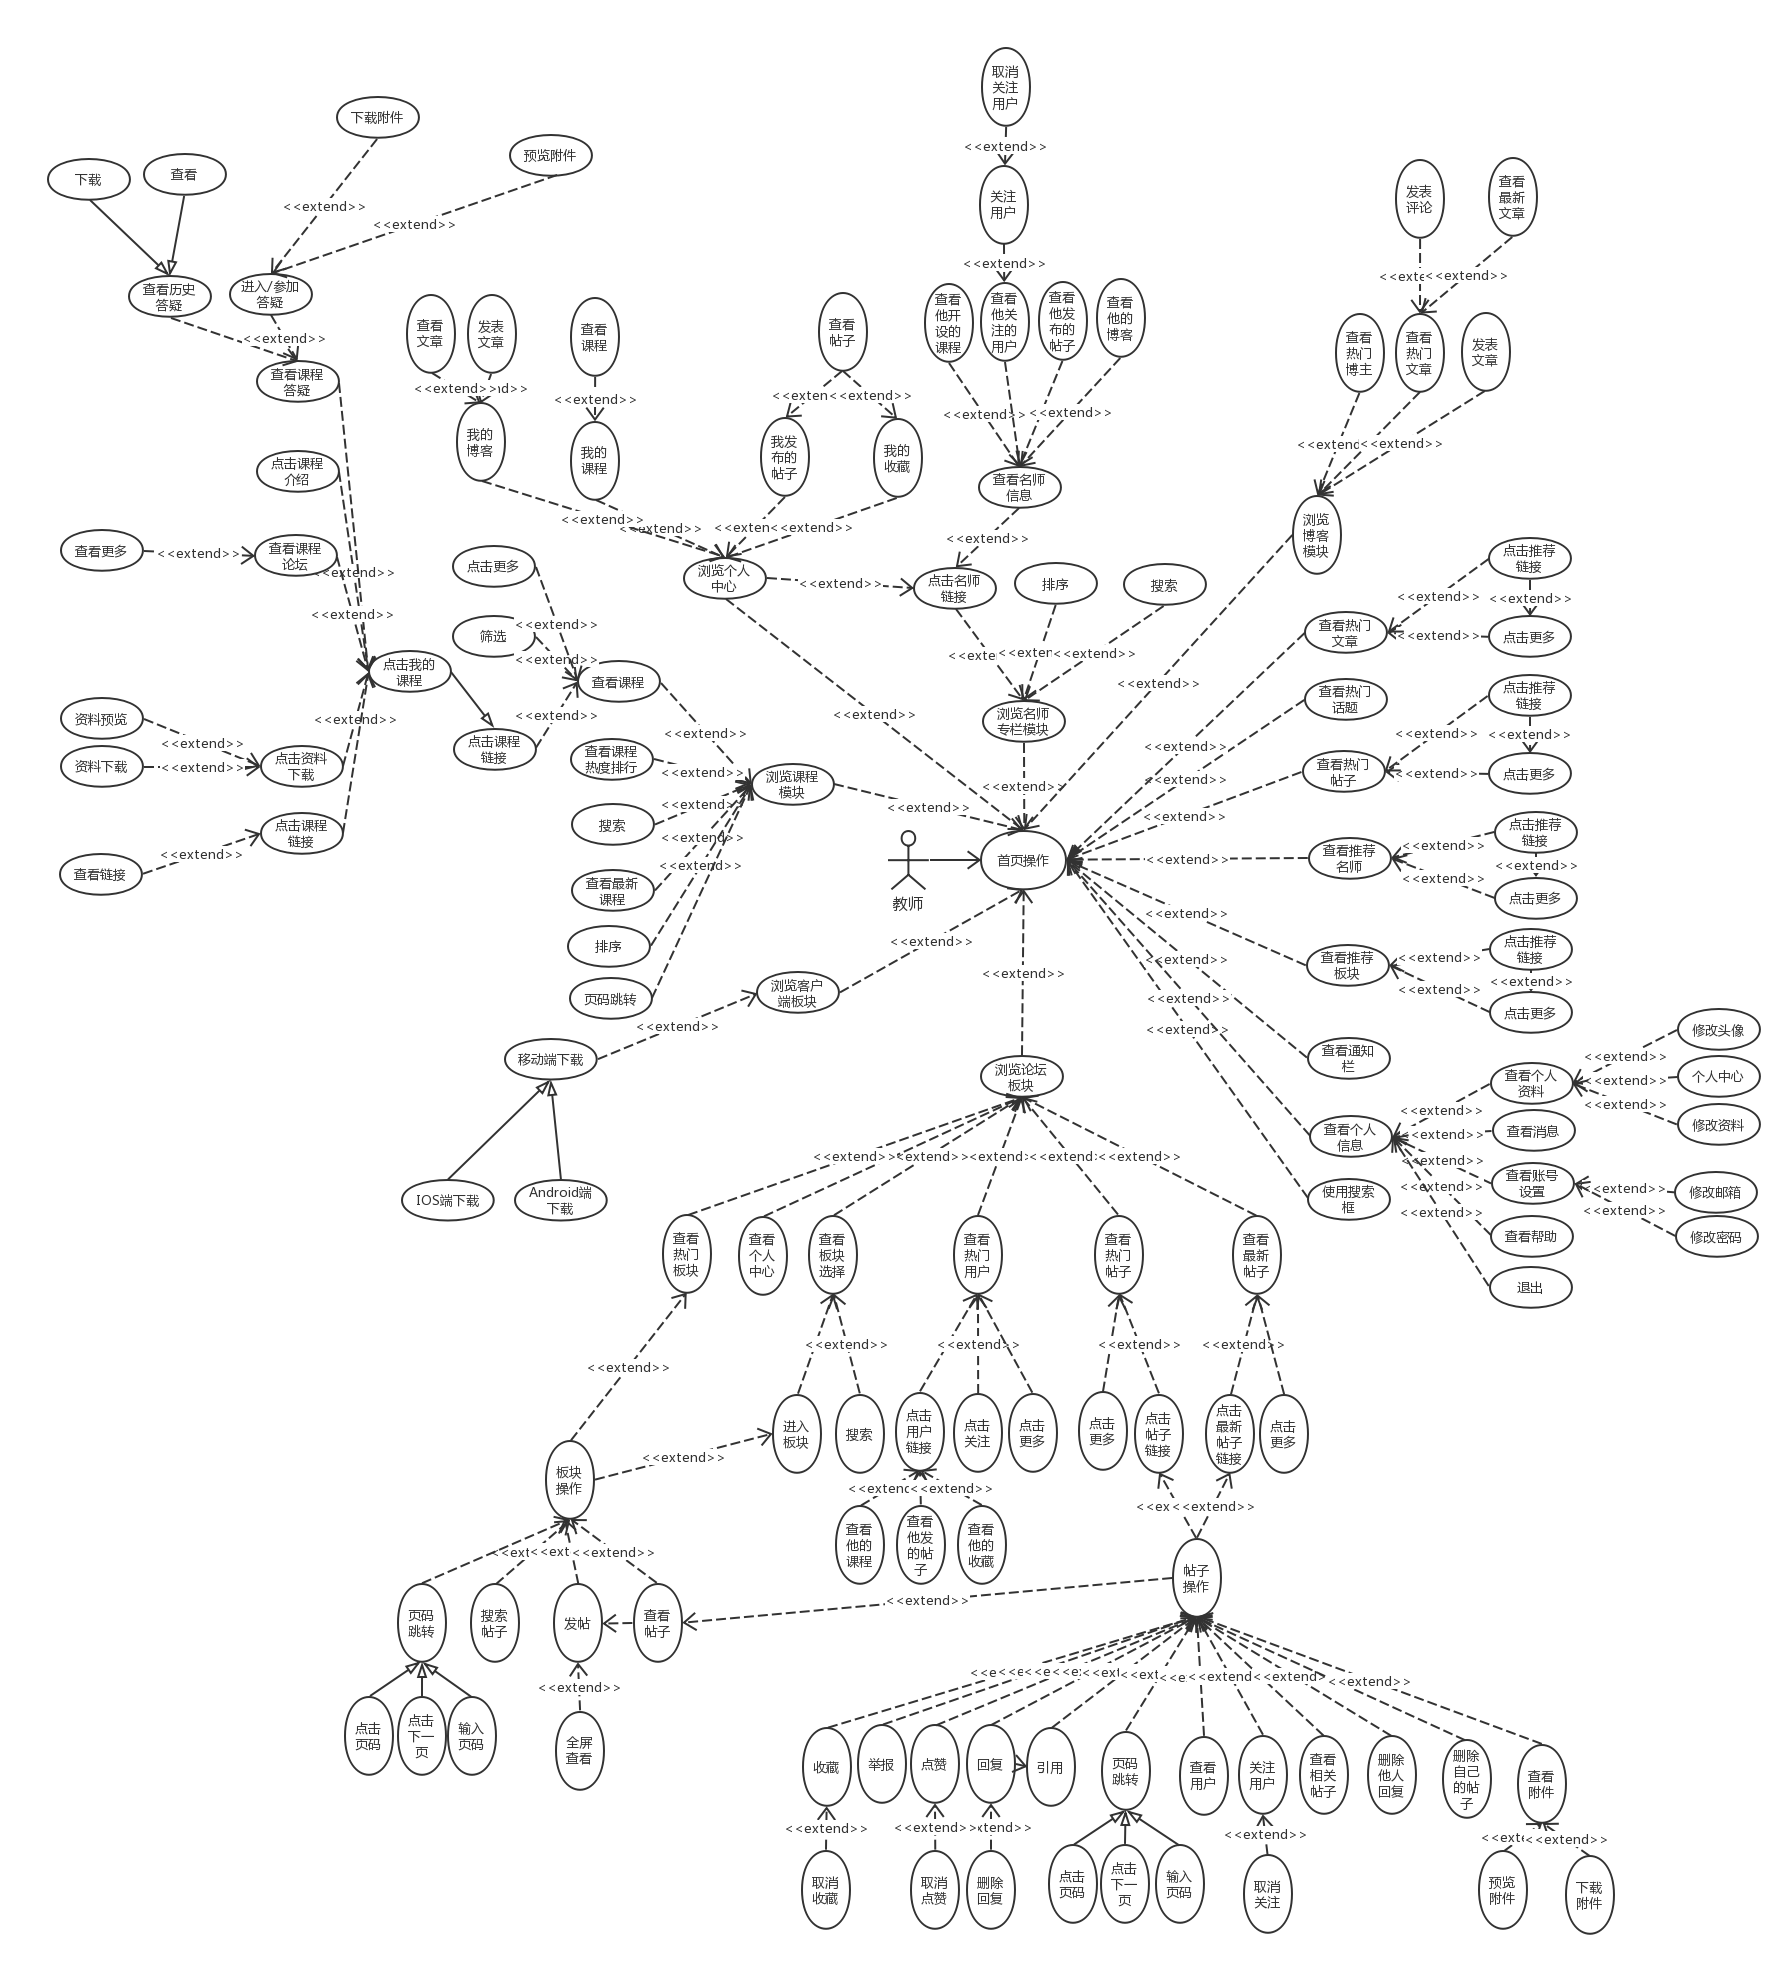 取消
关注
用户
<<extend>>
关注
用户
<<extend>>
下载附件
预览附件
下载
查看
<<extend>>
<<extend>>
查看历史
答疑
进入/参加
答疑
<<extend>>
查看课程
答疑
点击课程
介绍
查看更多
<<extend>>
查看课程
论坛
<<extend>>
<<extend>>
点击我的
课程
资料预览
<<extend>>
资料下载
<<extend>>
点击资料
下载
<<extend>>
点击课程
链接
查看链接
<<extend>>
点击课程
链接
查看
文章
发表
文章
<<extend>>
我的
博客
<<extend>>
查看
课程
<<extend>>
我的
课程
查看
帖子
<<extend>>
我发
布的
帖子
我的
收藏
<<extend>>
浏览个人
中心
<<extend>>
查看
他开
设的
课程
查看
他关
注的
用户
查看
他发
布的
帖子
查看
他的
博客
<<extend>>
<<extend>>
查看名师
信息
<<extend>>
点击名师
链接
排序
搜索
<<extend>>
浏览名师
专栏模块
<<extend>>
<<extend>>
发表
评论
查看
最新
文章
<<extend>>
查看
热门
博主
查看
热门
文章
发表
文章
<<extend>>
浏览
博客
模块
<<extend>>
点击更多
筛选
<<extend>>
<<extend>>
<<extend>>
查看课程
<<extend>>
查看课程
热度排行
<<extend>>
搜索
<<extend>>
查看最新
课程
<<extend>>
排序
<<extend>>
页码跳转
浏览课程
模块
<<extend>>
教师
首页操作
点击推荐
链接
<<extend>>
<<extend>>
查看热门
文章
<<extend>>
点击更多
查看热门
话题
点击推荐
链接
<<extend>>
<<extend>>
查看热门
帖子
<<extend>>
点击更多
<<extend>>
<<extend>>
<<extend>>
点击推荐
链接
<<extend>>
<<extend>>
查看推荐
名师
<<extend>>
点击更多
<<extend>>
点击推荐
链接
<<extend>>
<<extend>>
查看推荐
板块
<<extend>>
点击更多
<<extend>>
<<extend>>
<<extend>>
<<extend>>
查看通知
栏
查看个人
信息
使用搜索
框
查看个人
资料
<<extend>>
<<extend>>
<<extend>>
<<extend>>
<<extend>>
查看消息
查看账号
设置
查看帮助
退出
修改头像
个人中心
修改资料
<<extend>>
<<extend>>
<<extend>>
修改邮箱
修改密码
<<extend>>
<<extend>>
<<extend>>
浏览客户
端板块
<<extend>>
移动端下载
IOS端下载
Android端
下载
<<extend>>
浏览论坛
板块
<<extend>>
<<extend>>
查看
热门
板块
查看
个人
中心
查看
板块
选择
查看
热门
用户
查看
热门
帖子
查看
最新
帖子
<<extend>>
<<extend>>
<<extend>>
<<extend>>
<<extend>>
进入
板块
搜索
点击
用户
链接
点击
关注
点击
更多
点击
更多
点击
帖子
链接
点击
最新
帖子
链接
点击
更多
<<extend>>
板块
操作
<<extend>>
查看
他的
课程
查看
他发
的帖
子
查看
他的
收藏
<<extend>>
帖子
操作
<<extend>>
<<extend>>
页码
跳转
搜索
帖子
发帖
查看
帖子
<<extend>>
点击
页码
点击
下一
页
输入
页码
全屏
查看
<<extend>>
收藏
举报
点赞
回复
引用
页码
跳转
查看
用户
关注
用户
查看
相关
帖子
删除
他人
回复
删除
自己
的帖
子
查看
附件
<<extend>>
<<extend>>
<<extend>>
<<extend>>
取消
收藏
取消
点赞
删除
回复
点击
页码
点击
下一
页
输入
页码
取消
关注
预览
附件
下载
附件